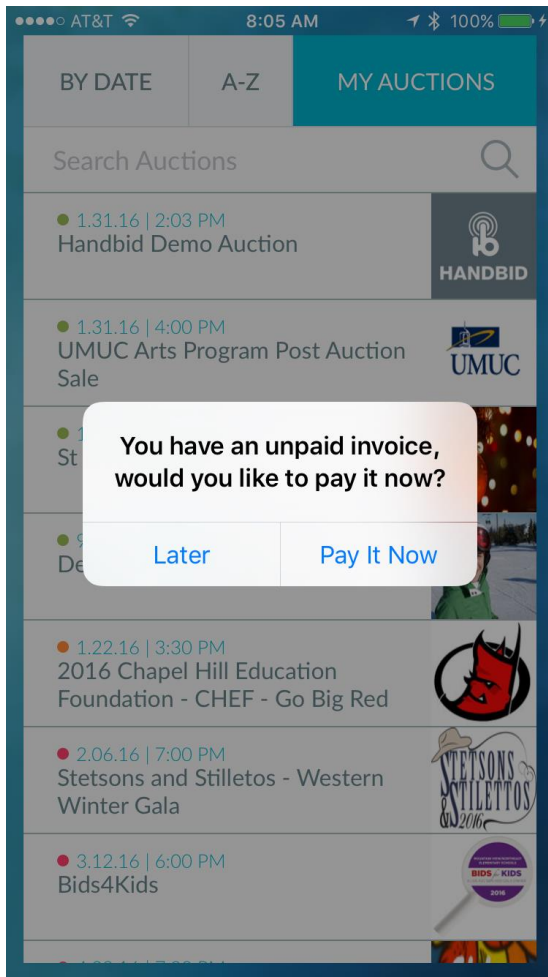 AT&T 8:05 AM 100%
BY DATE A-Z MY AUCTIONS
Search Auctions
1.31.16 | 2:03 PM
Handbid Demo Auction
HANDBID
1.31.16 | 4:00 PM
UMUC Arts Program Post Auction
Sale
UMUC
St
De
You have an unpaid invoice,
would you like to pay it now?
Later Pay It Now
1.22.16 | 3:30 PM
2016 Chapel Hill Education
Foundation - CHEF - Go Big Red
2.06.16 | 7:00 PM
Stetsons and Stilletos - Western
Winter Gala
STETSONS
& STILETTOS
2016
3.12.16 | 6:00 PM
Bids4Kids
BIDS for KIDS
2016